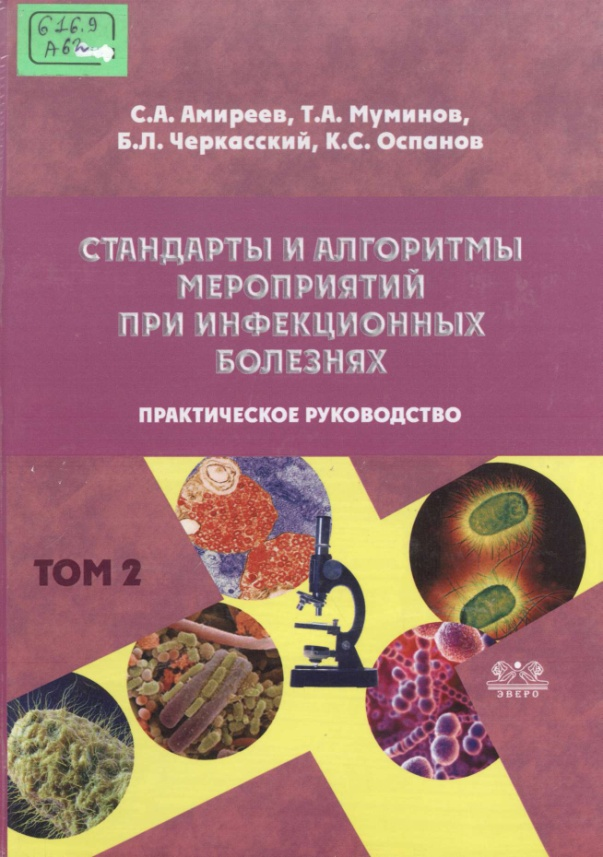 616.9
А62
С.А. Амиреев, Т.А. Муминов,
Б.Л. Черкасский, К.С. Оспанов
СТАНДАРТЫ И АЛГОРИТМЫ
МЕРОПРИЯТИЙ
ПРИ ИНФЕКЦИОННЫХ
БОЛЕЗНЯХ
ПРАКТИЧЕСКОЕ РУКОВОДСТВО
ТОМ 2
ЭВЕРО